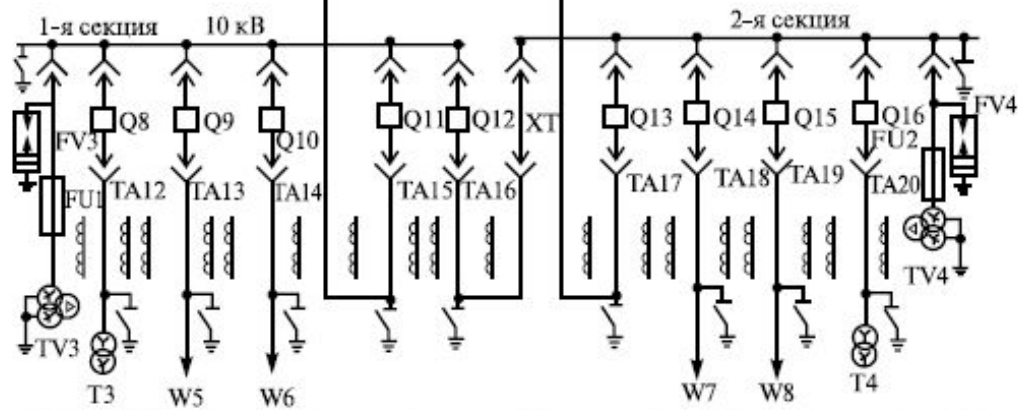 1-я секция 10 кВ 2-я секция
FV3 Q8 Q9 Q10 Q11 Q12 XT Q13 Q14 Q15 Q16 FV4
FU2
FU1 TA12 TA13 TA14 TA15 TA16 TA17 TA18 TA19 TA20
TV3 TV4
T3 W5 W6 W7 W8 T4